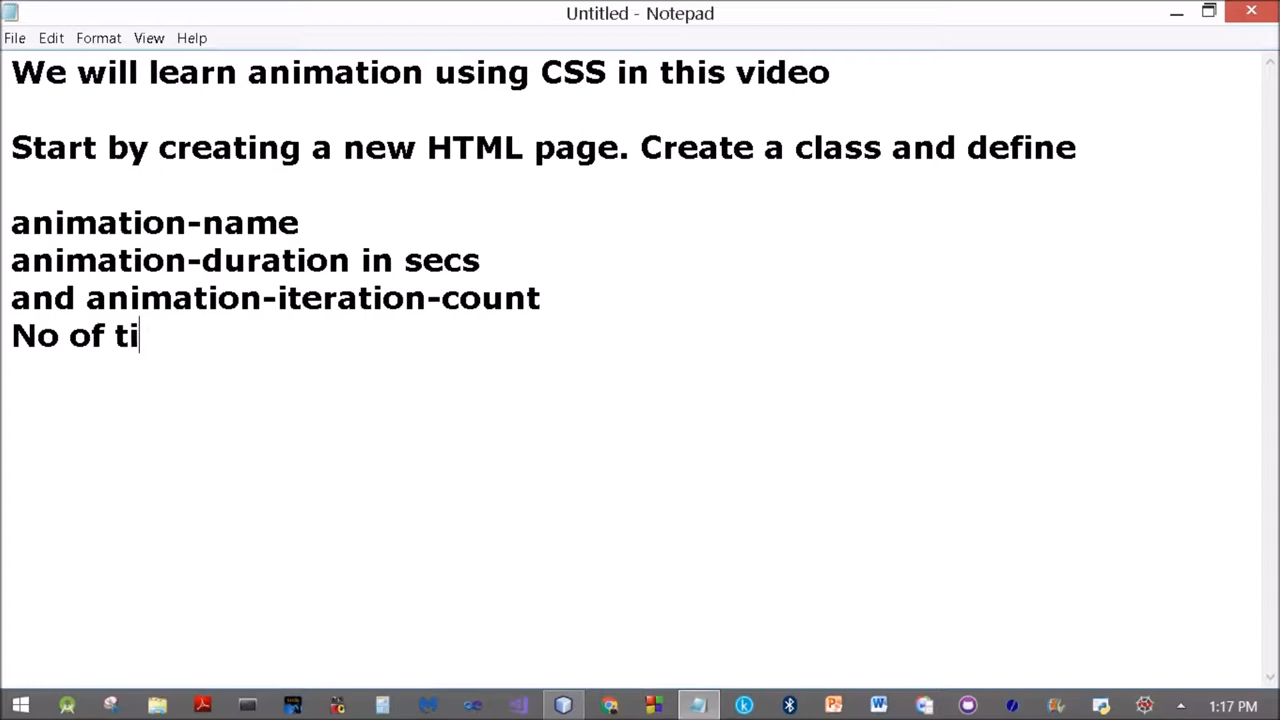 Untitled - Notepad
File Edit Format View Help
We will learn animation using CSS in this video
Start by creating a new HTML page. Create a class and define
animation-name
animation-duration in secs
and animation-iteration-count
No of ti
1:17 PM